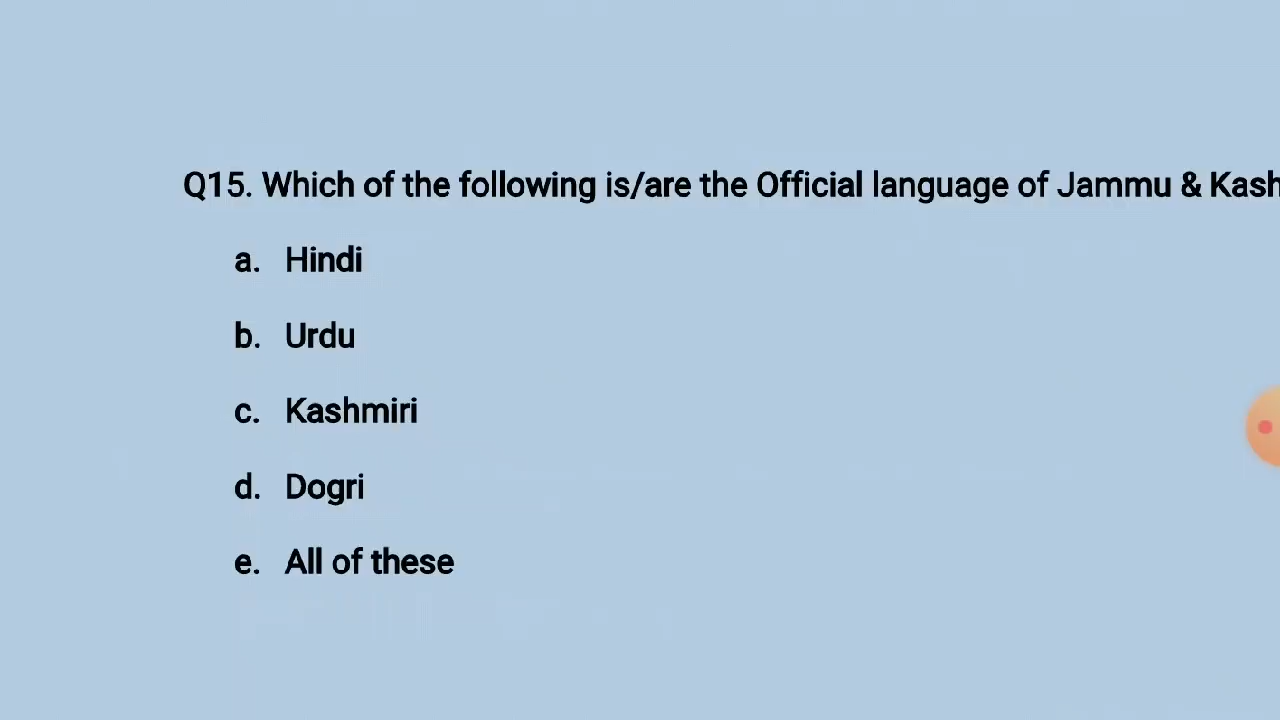 Q15. Which of the following is/are the Official language of Jammu & Kash
a. Hindi
b. Urdu
c. Kashmiri
d. Dogri
e. All of these